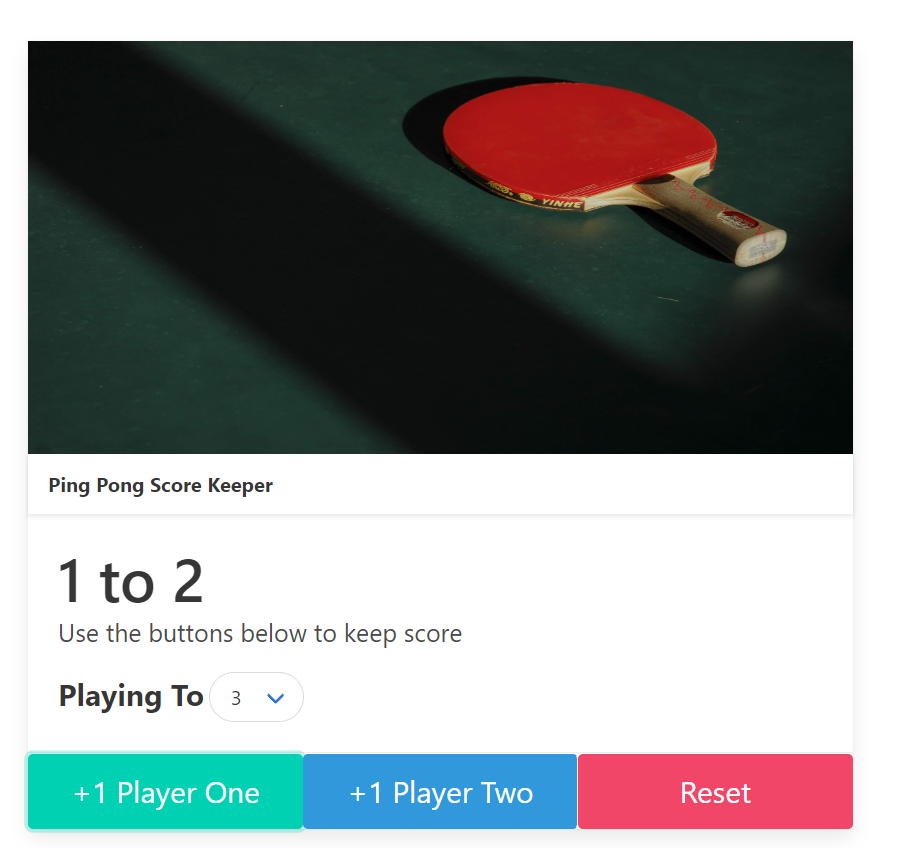 YINHE
Ping Pong Score Keeper
1 to 2
Use the buttons below to keep score
Playing To 3
+1 Player One +1 Player Two Reset